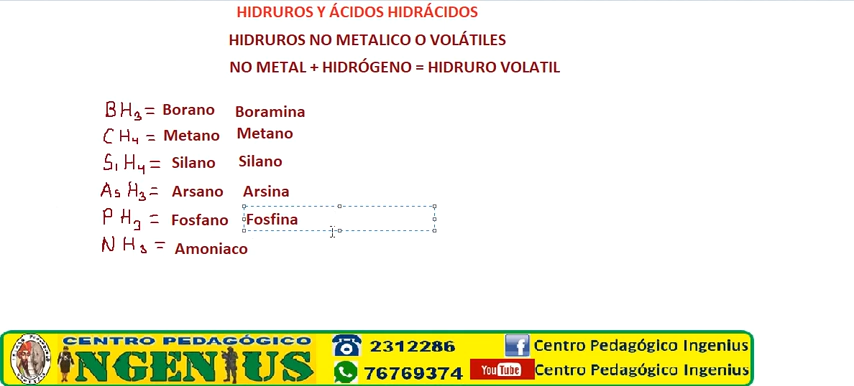 HIDRUROS Y ÁCIDOS HIDRÁCIDOS
HIDRUROS NO METALICO O VOLÁTILES
NO METAL + HIDRÓGENO = HIDRURO VOLATIL
BH3 = Borano Boramina
CH4 = Metano Metano
SiH4 = Silano Silano
AsH3 = Arsano Arsina
PH3 = Fosfano Fosfina
NH3 = Amoniaco
CENTRO PEDAGÓGICO
INGENIUS
2312286
76769374
f Centro Pedagógico Ingenius
YouTube Centro Pedagógico Ingenius